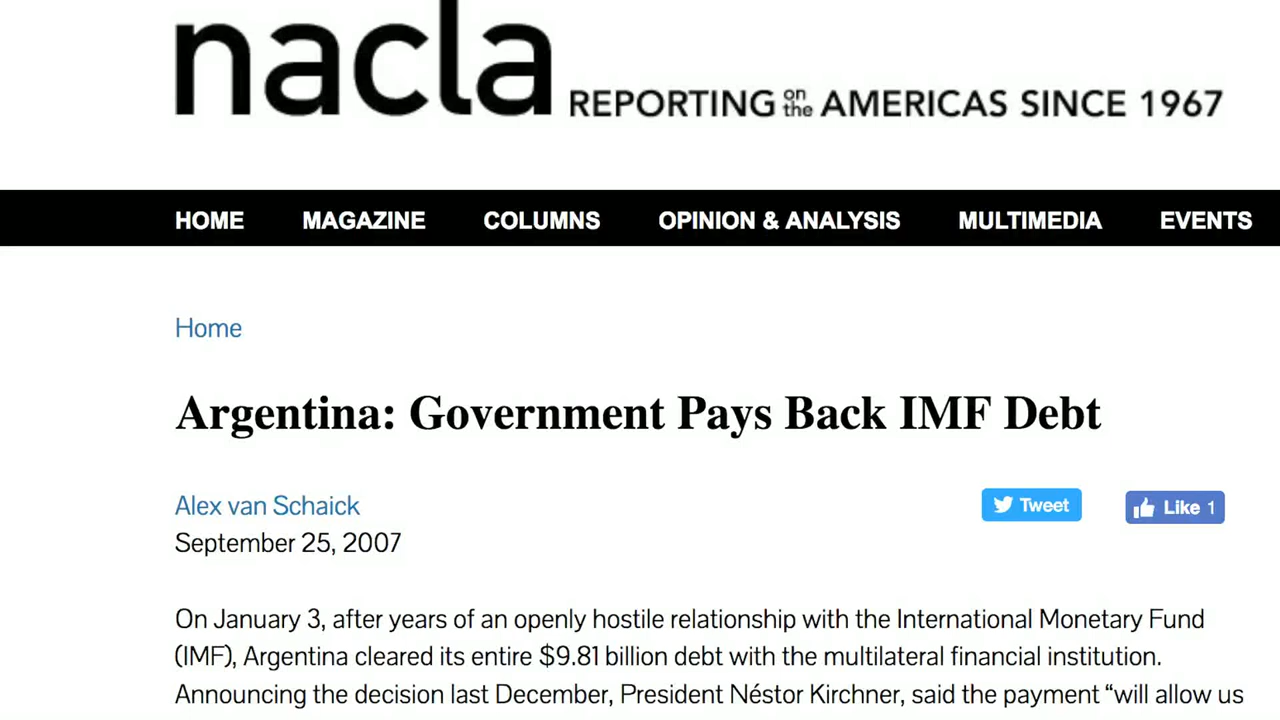 nacla REPORTING on the AMERICAS SINCE 1967
HOME MAGAZINE COLUMNS OPINION & ANALYSIS MULTIMEDIA EVENTS
Home
Argentina: Government Pays Back IMF Debt
Alex van Schaick
Tweet Like 1
September 25, 2007
On January 3, after years of an openly hostile relationship with the International Monetary Fund
(IMF), Argentina cleared its entire $9.81 billion debt with the multilateral financial institution.
Announcing the decision last December, President Néstor Kirchner, said the payment “will allow us